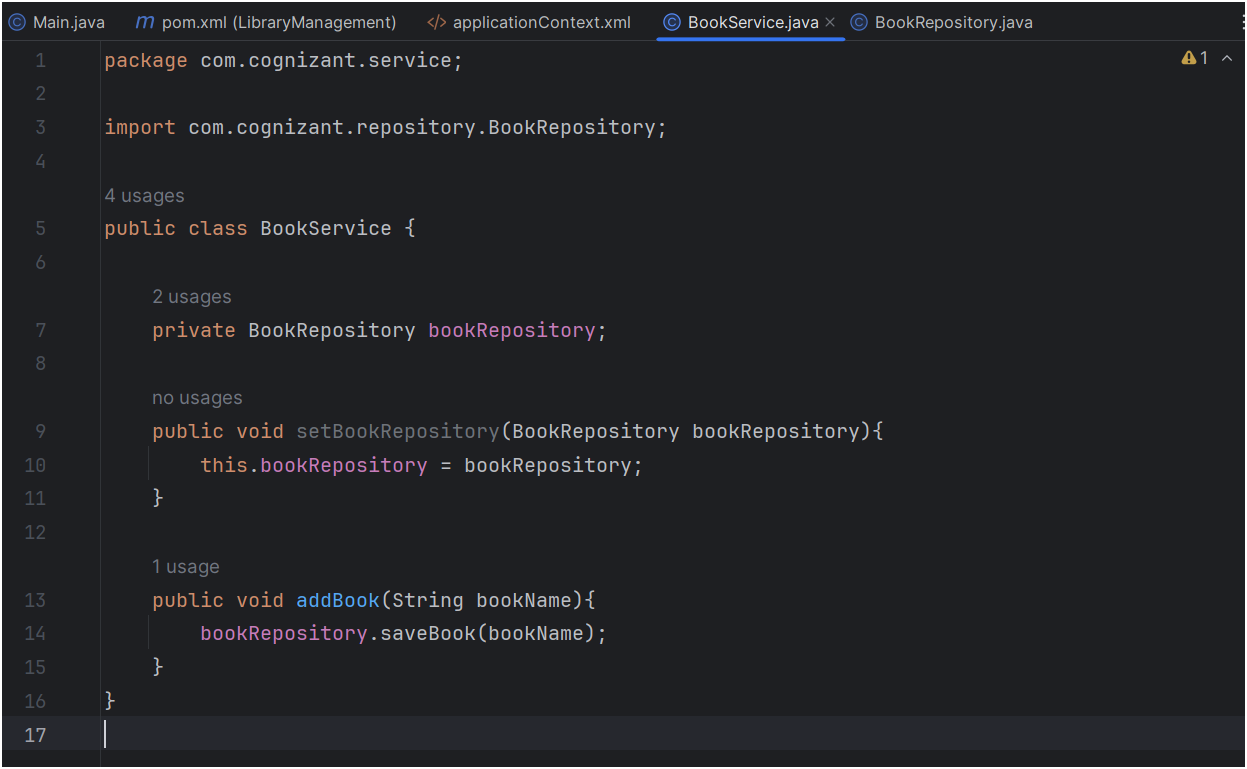 Main.java m pom.xml (LibraryManagement) </> applicationContext.xml © BookService.java × © BookRepository.java
1 package com.cognizant.service; 1
2
3 import com.cognizant.repository.BookRepository;
4
4 usages
5 public class BookService {
6
2 usages
7 private BookRepository bookRepository;
8
no usages
9 public void setBookRepository(BookRepository bookRepository){
10 this.bookRepository = bookRepository;
11 }
12
1 usage
13 public void addBook(String bookName){
14 bookRepository.saveBook(bookName);
15 }
16 }
17